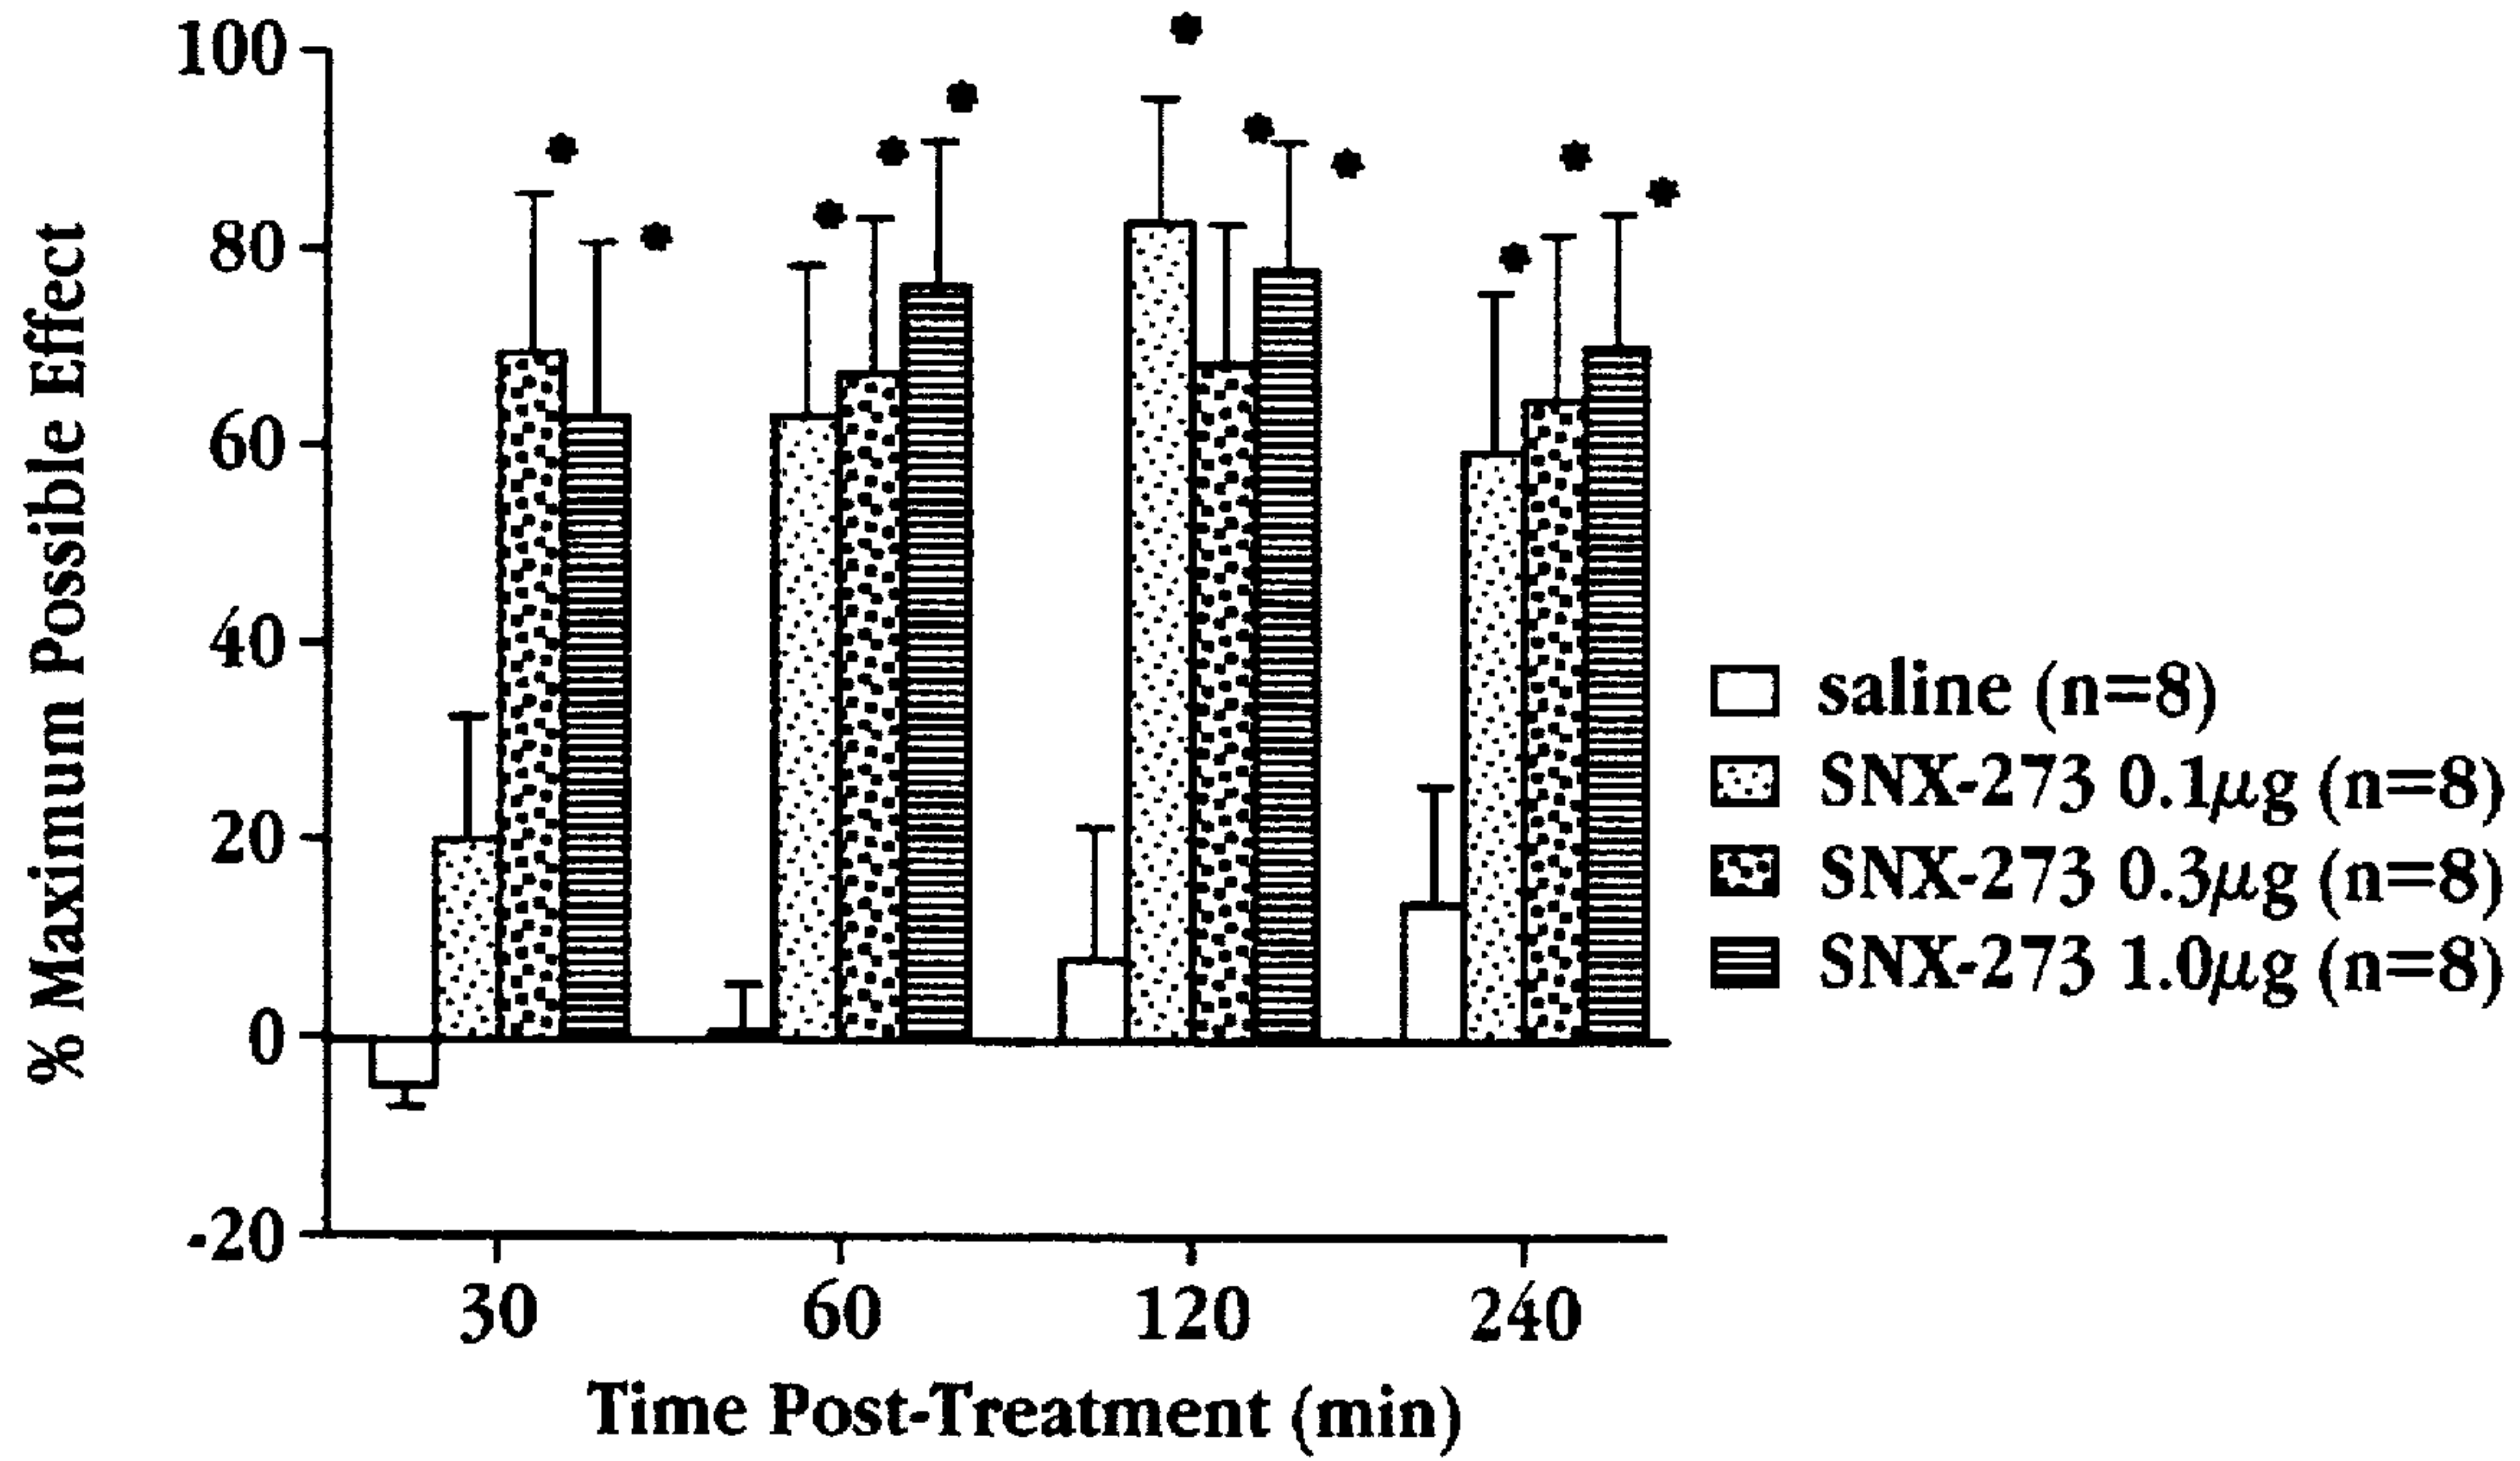 % Maximum Possible Effect
100
80
60
40
20
0
-20
30 60 120 240
Time Post-Treatment (min)
saline (n=8)
SNX-273 0.1μg (n=8)
SNX-273 0.3μg (n=8)
SNX-273 1.0μg (n=8)